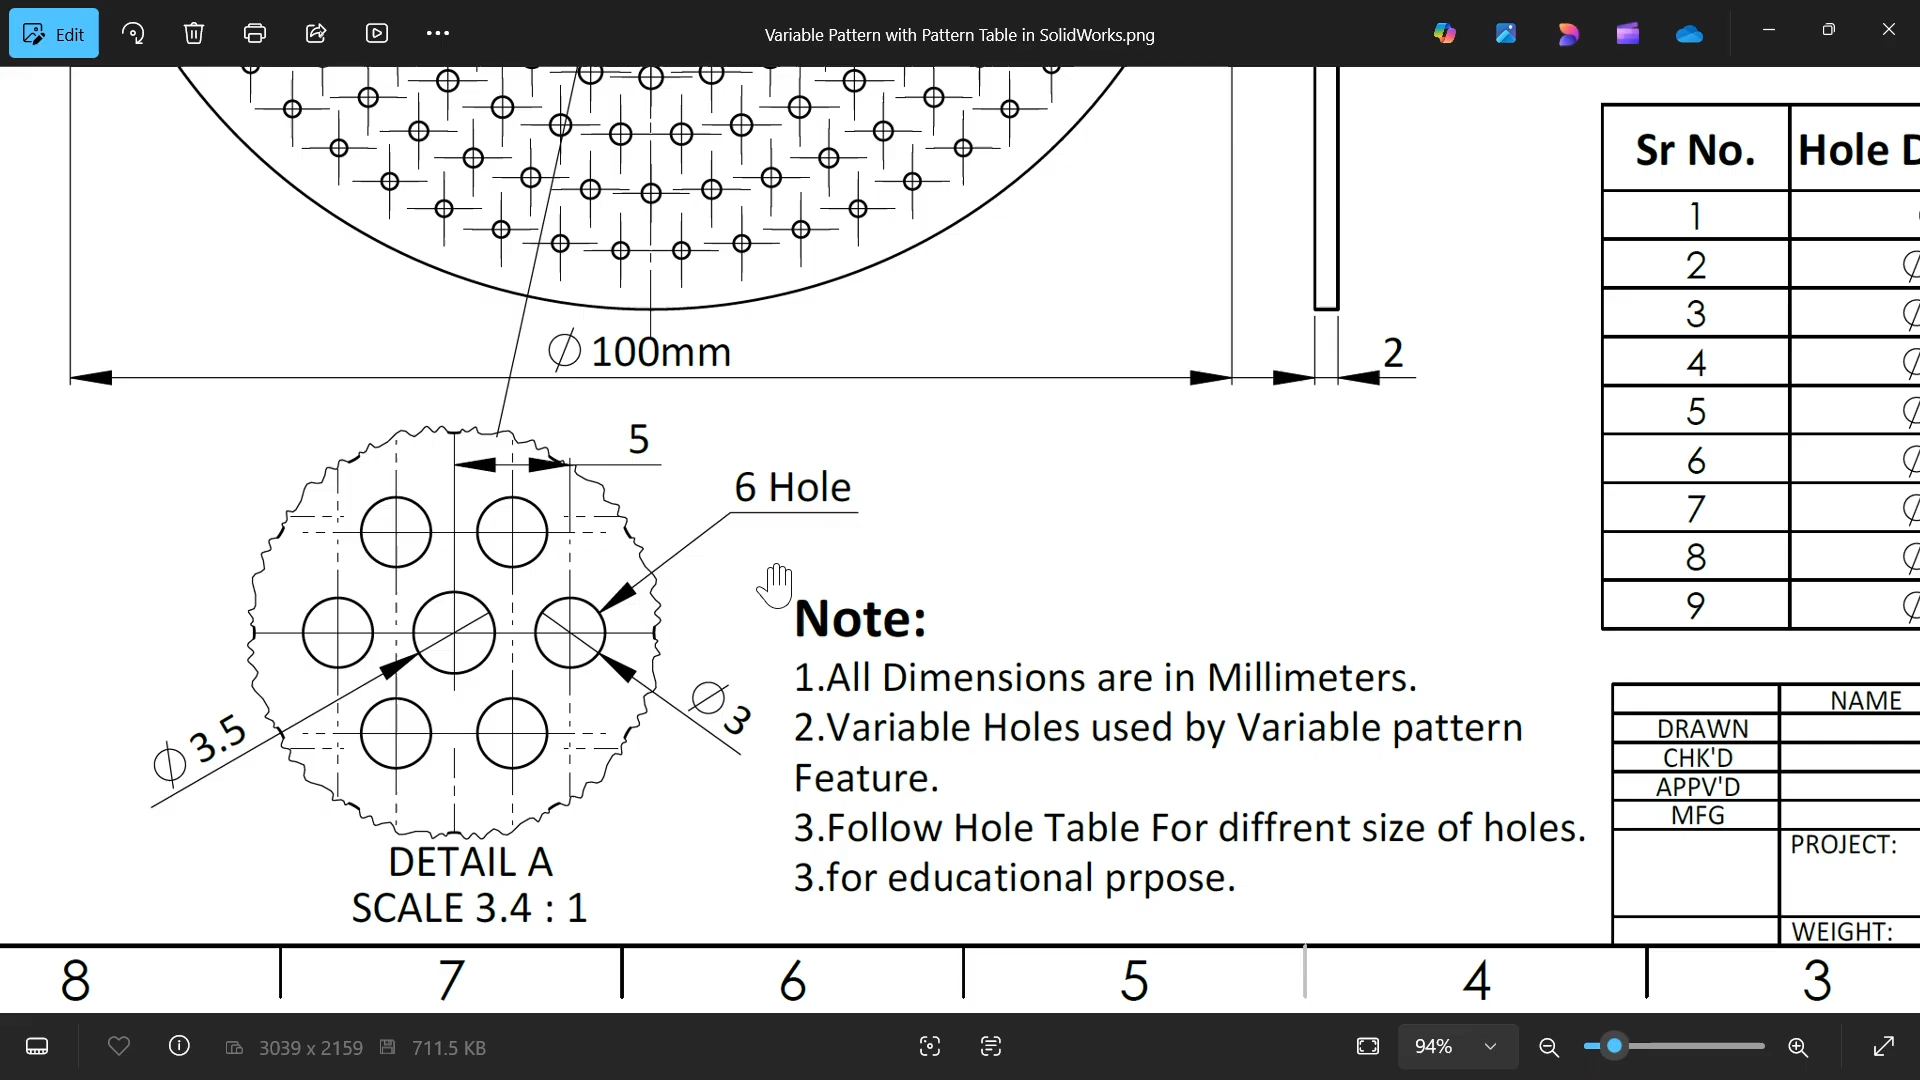 Edit
Variable Pattern with Pattern Table in SolidWorks.png
Sr No.
Hole
1
2
3
4
5
6
7
8
9
∅ 100mm
2
5
6 Hole
∅ 3.5
∅ 3
DETAIL A
SCALE 3.4 : 1
Note:
1.All Dimensions are in Millimeters.
2.Variable Holes used by Variable pattern
Feature.
3.Follow Hole Table For diffrent size of holes.
3.for educational prpose.
NAME
DRAWN
CHK'D
APPV'D
MFG
PROJECT:
WEIGHT:
8
7
6
5
4
3
3039 x 2159
711.5 KB
94%